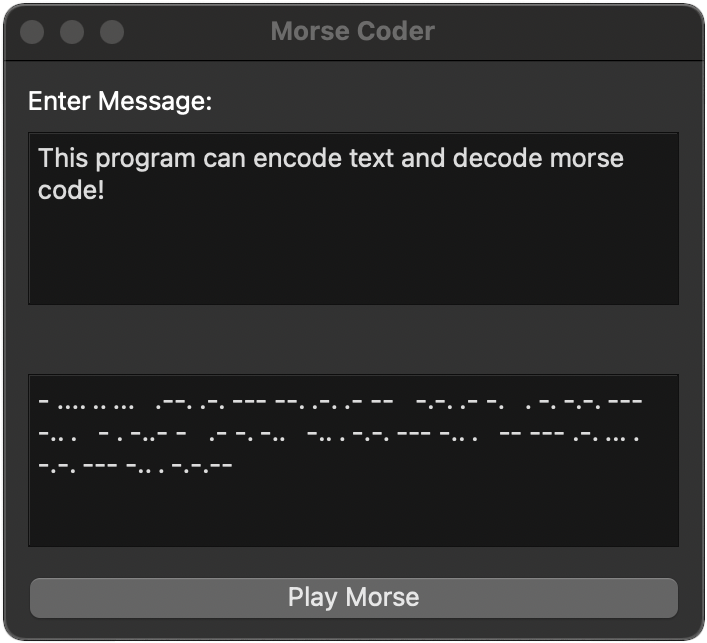 Morse Coder
Enter Message:
This program can encode text and decode morse
code!
- .... .. ...   .--. .-. --- --. .-. .- --   -.-. .- -.   . -. -.-. ---
-.. .   - . -..- -   .- -. -..   -.. . -.-. --- -.. .   -- --- .-. ... .
-.-. --- -.. . -.-.--
Play Morse